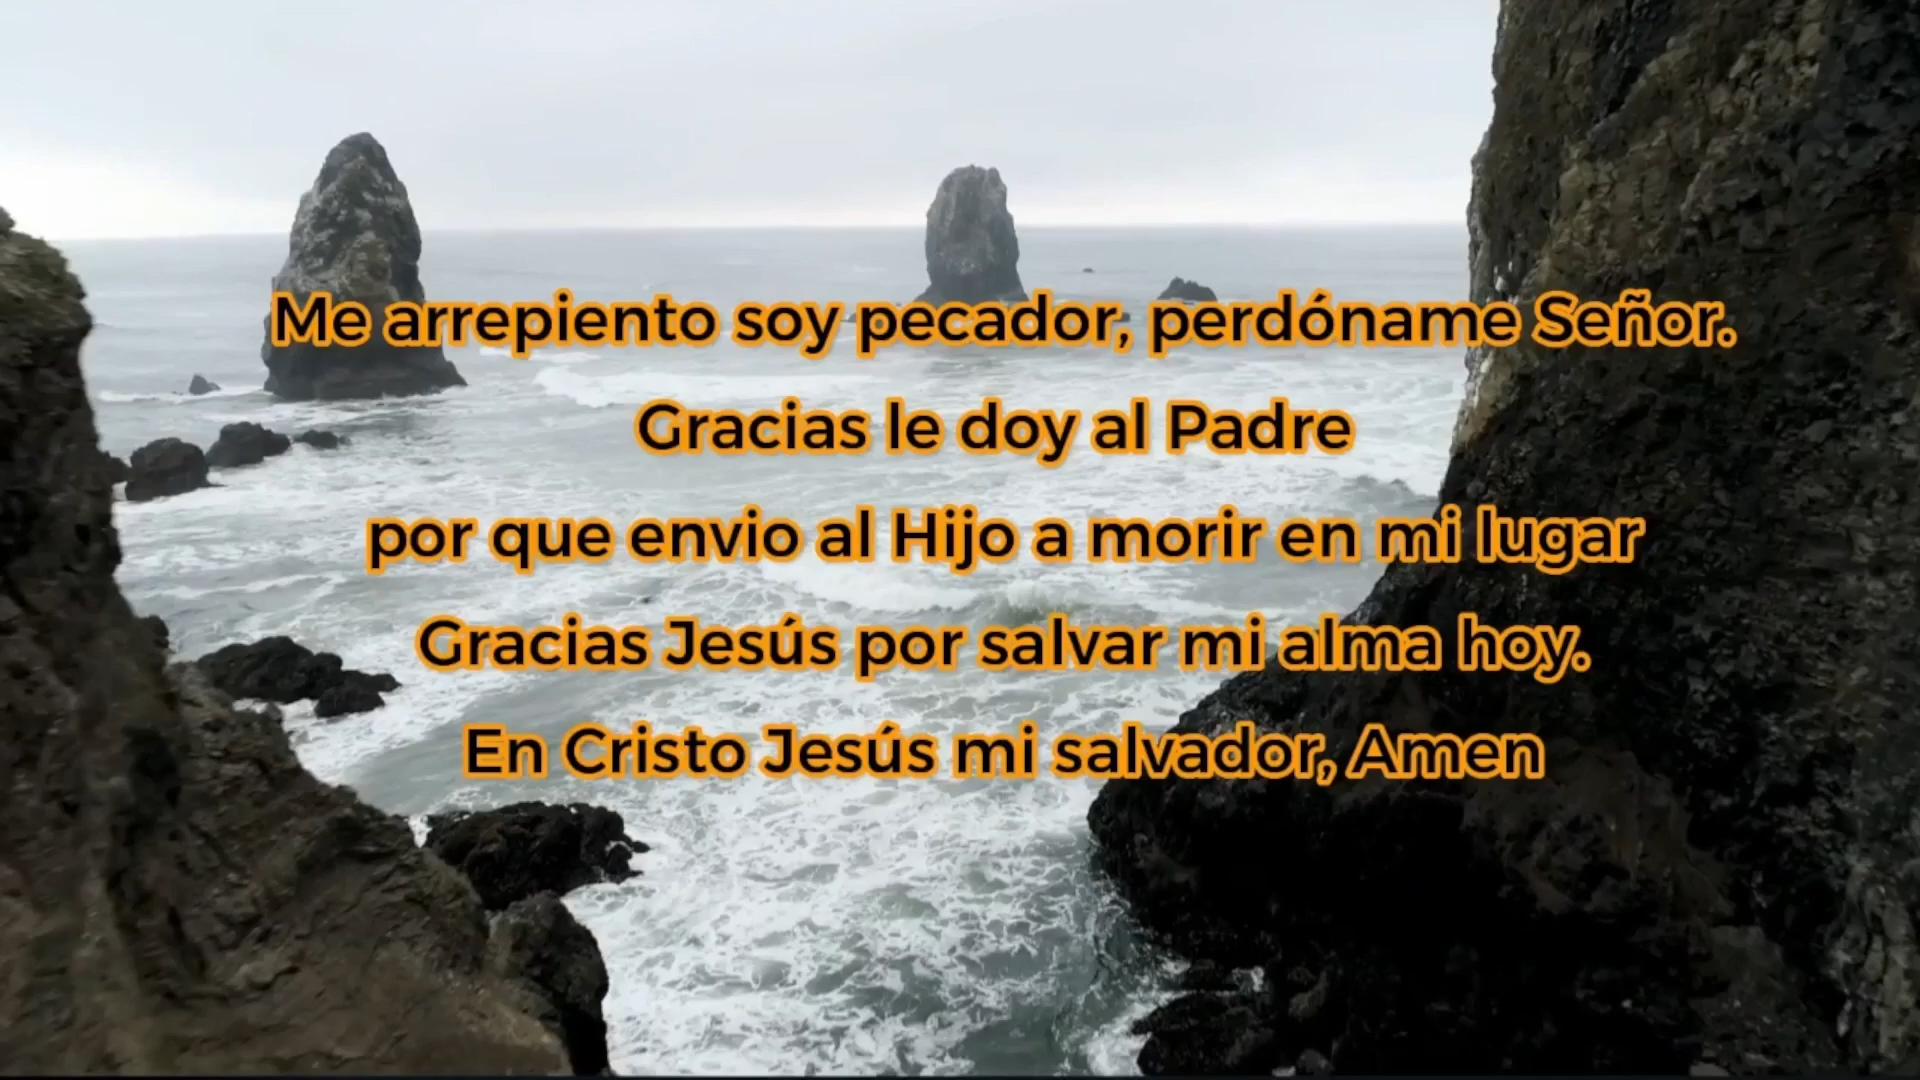 Me arrepiento soy pecador, perdóname Señor.
Gracias le doy al Padre
por que envio al Hijo a morir en mi lugar
Gracias Jesús por salvar mi alma hoy.
En Cristo Jesús mi salvador, Amen